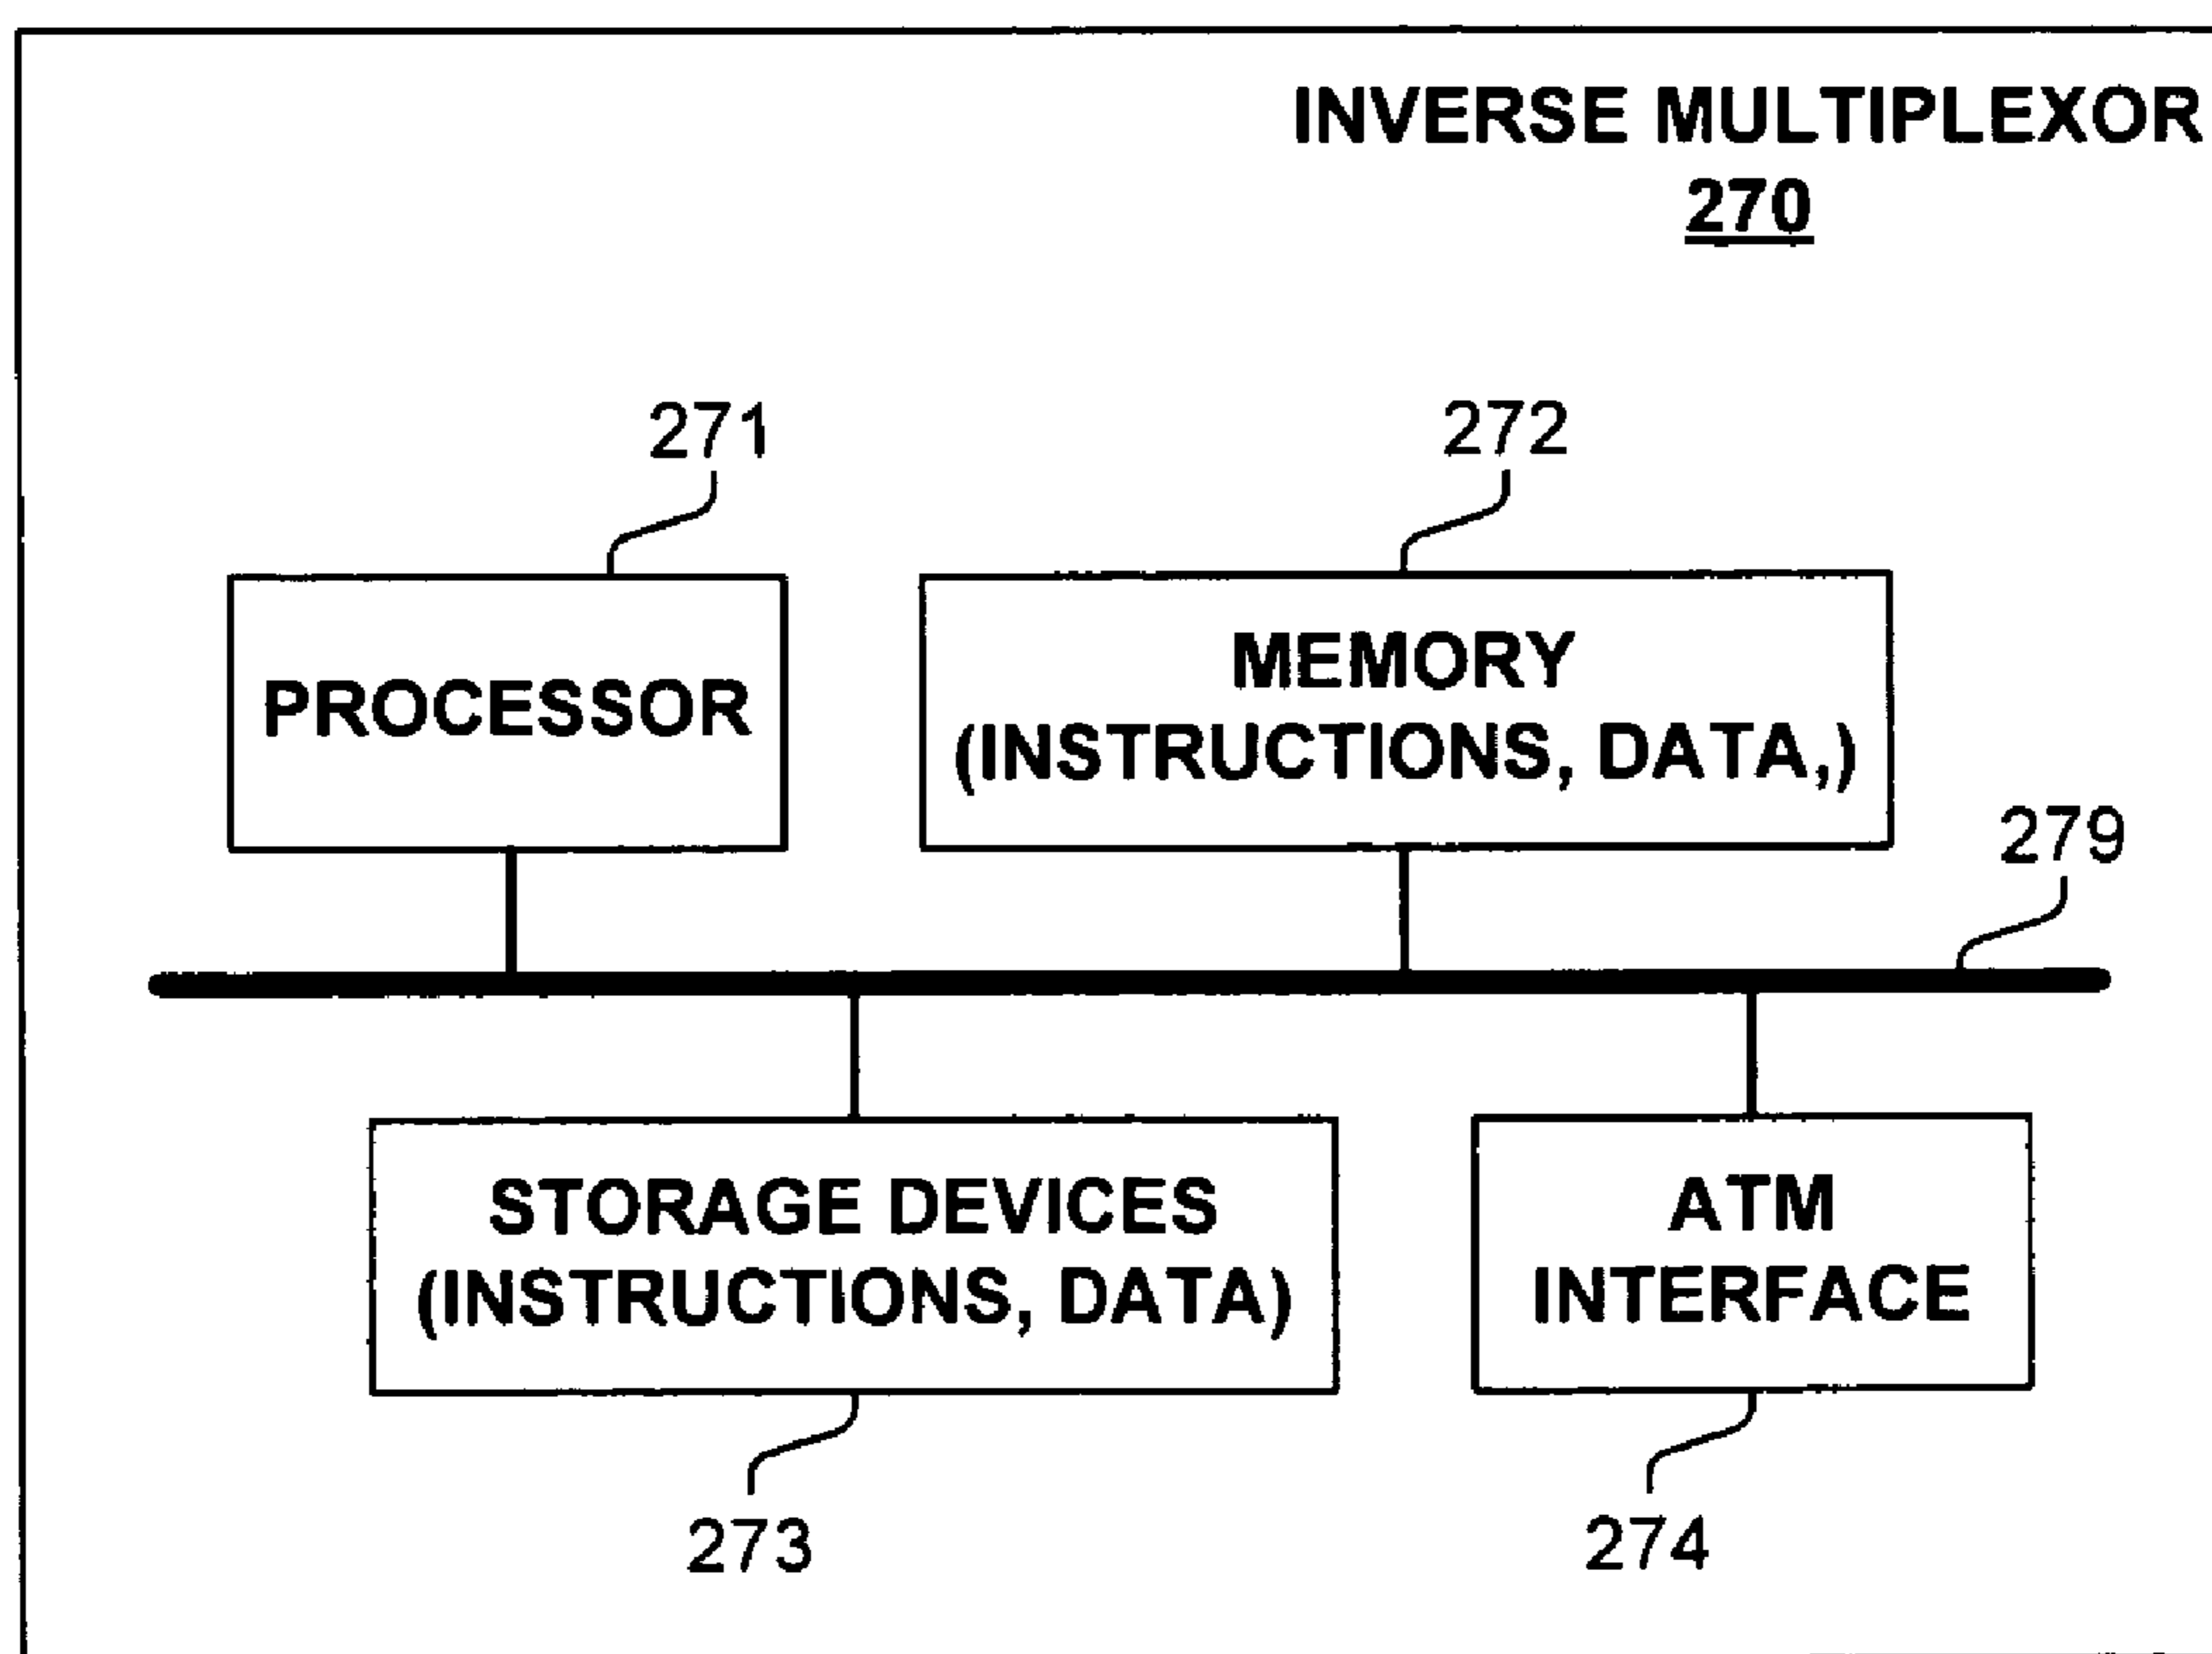 INVERSE MULTIPLEXOR
270
271
272
PROCESSOR
MEMORY
(INSTRUCTIONS, DATA,)
279
STORAGE DEVICES
(INSTRUCTIONS, DATA)
ATM
INTERFACE
273
274